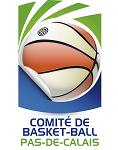 COMITÉ DE
BASKET-BALL
PAS-DE-CALAIS